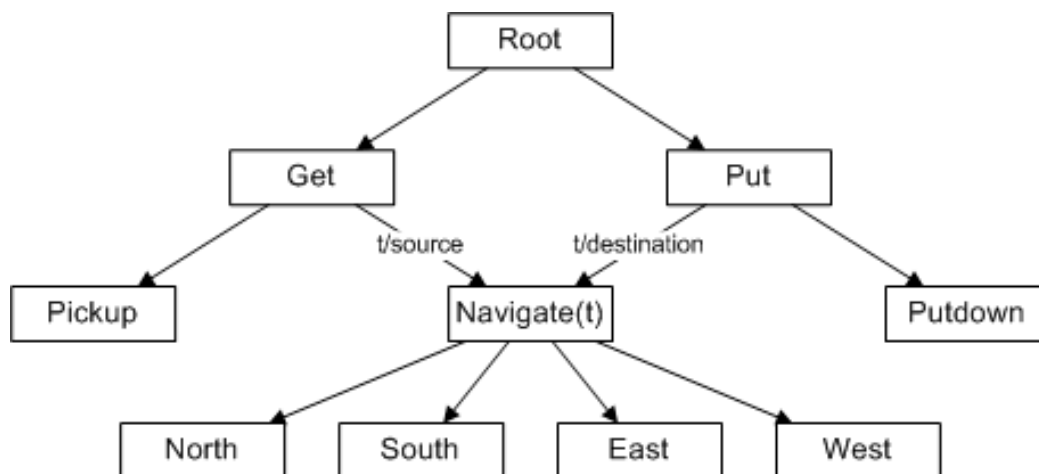 Root
Get
Put
t/source
t/destination
Pickup
Navigate(t)
Putdown
North
South
East
West